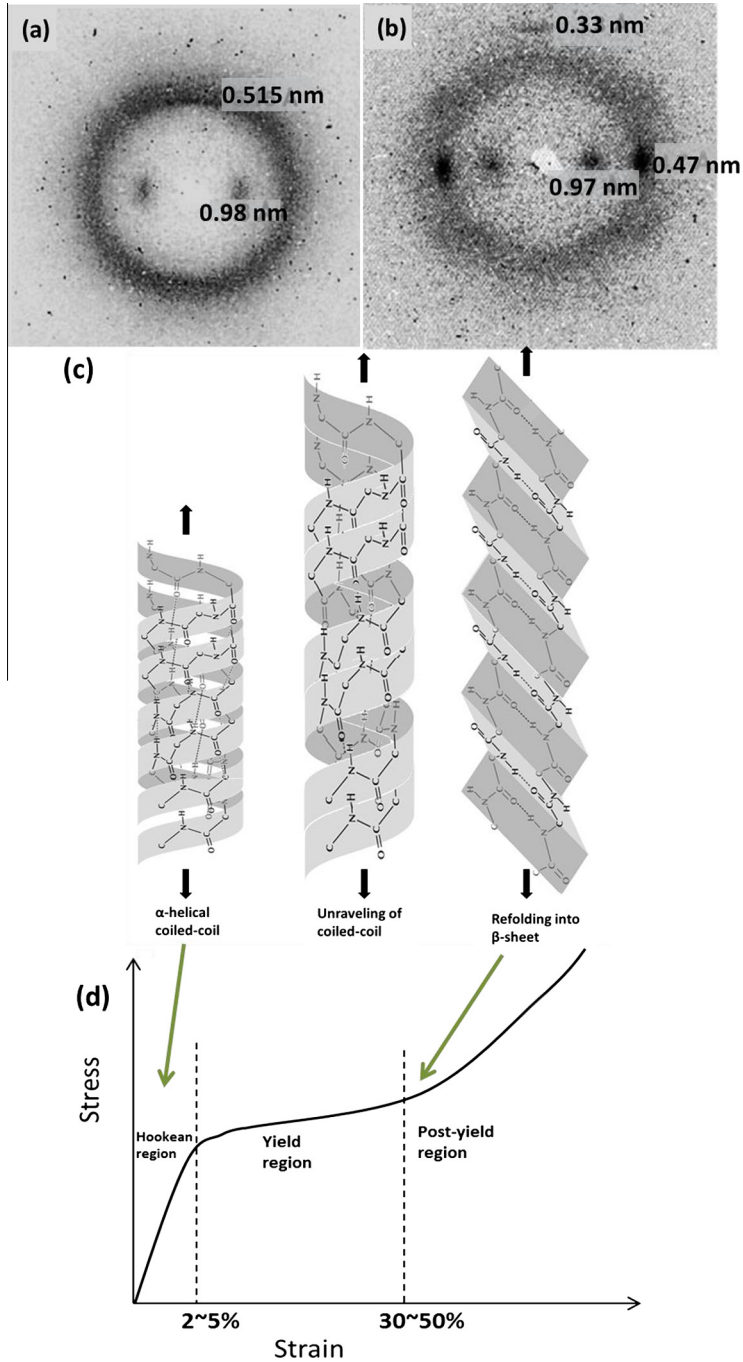 (a)
0.515 nm
0.98 nm
(b)
0.33 nm
0.47 nm
0.97 nm
(c)
α-helical
coiled-coil
Unraveling of
coiled-coil
Refolding into
β-sheet
(d)
Stress
Hookean
region
Yield
region
Post-yield
region
2~5%
30~50%
Strain